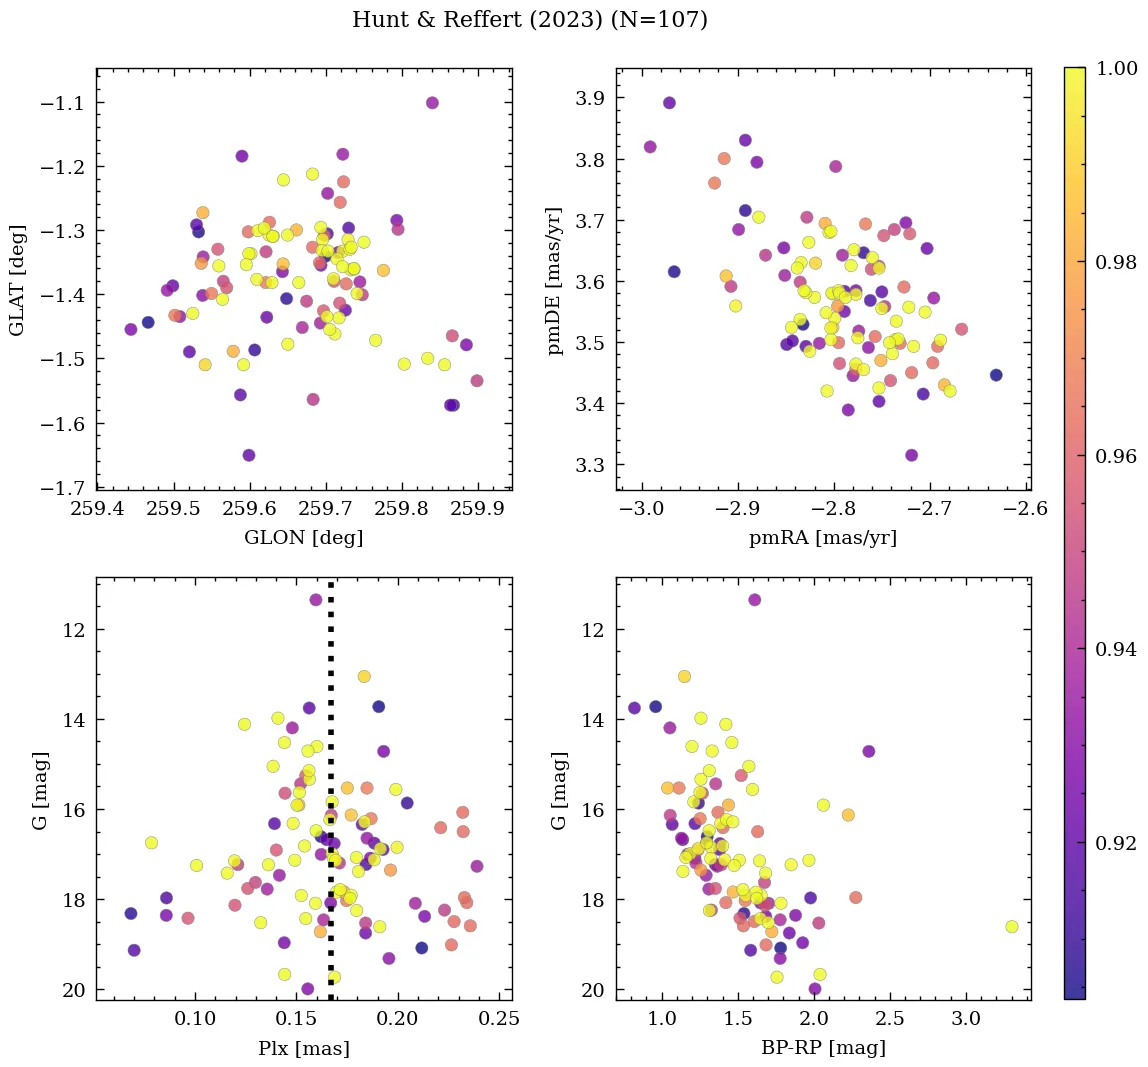 Hunt & Reffert (2023) (N=107)
−1.1
−1.2
−1.3
−1.4
−1.5
−1.6
−1.7
GLAT [deg]
259.4 259.5 259.6 259.7 259.8 259.9
GLON [deg]
3.9
3.8
3.7
3.6
3.5
3.4
3.3
pmDE [mas/yr]
−3.0 −2.9 −2.8 −2.7 −2.6
pmRA [mas/yr]
12
14
16
18
20
G [mag]
0.10 0.15 0.20 0.25
Plx [mas]
12
14
16
18
20
G [mag]
1.0 1.5 2.0 2.5 3.0
BP-RP [mag]
1.00
0.98
0.96
0.94
0.92